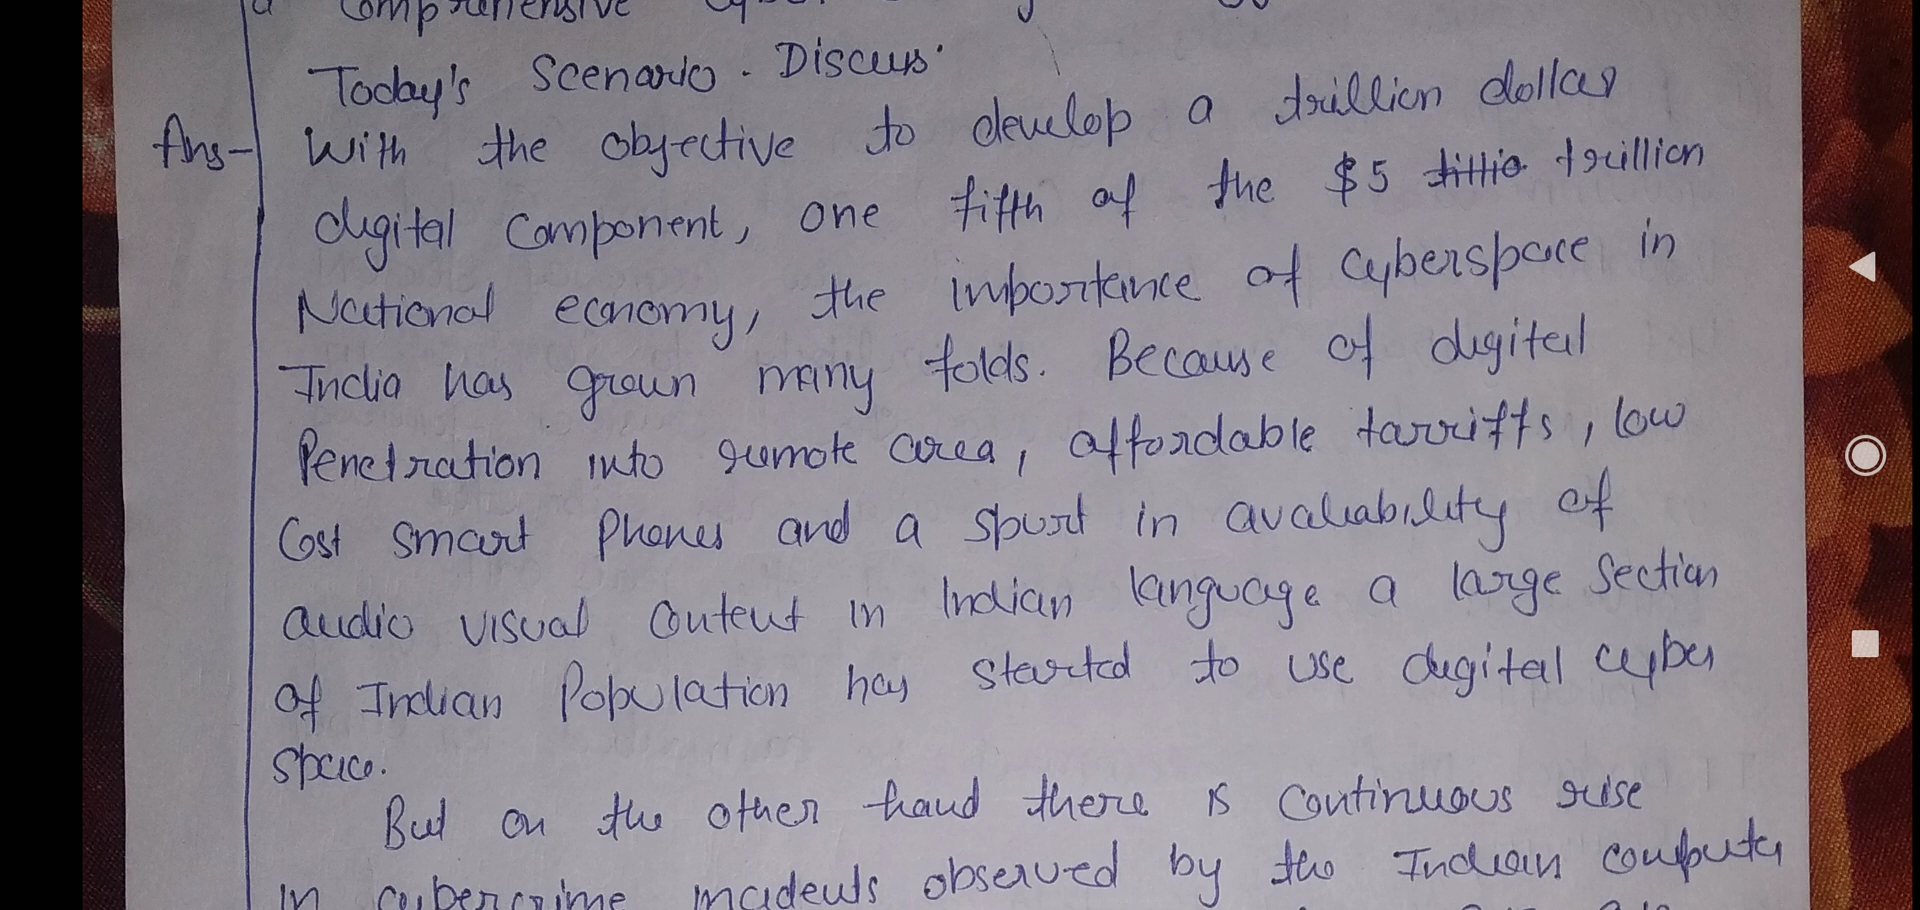 a comprehensive cyber
Today's Scenario. Discuss.
Ans- With the objective to develop a trillion dollar
digital component, one fifth of the $5 trillion
National economy, the importance of cyberspace in
India has grown many folds. Because of digital
Penetration into remote area, affordable tarriffs, low
Cost smart Phones and a spurt in avaliability of
audio visual content in Indian language a large section
of Indian Population has started to use digital cyber
space.
But on the other hand there is continuous rise
in cybercrime incidents observed by the Indian computer